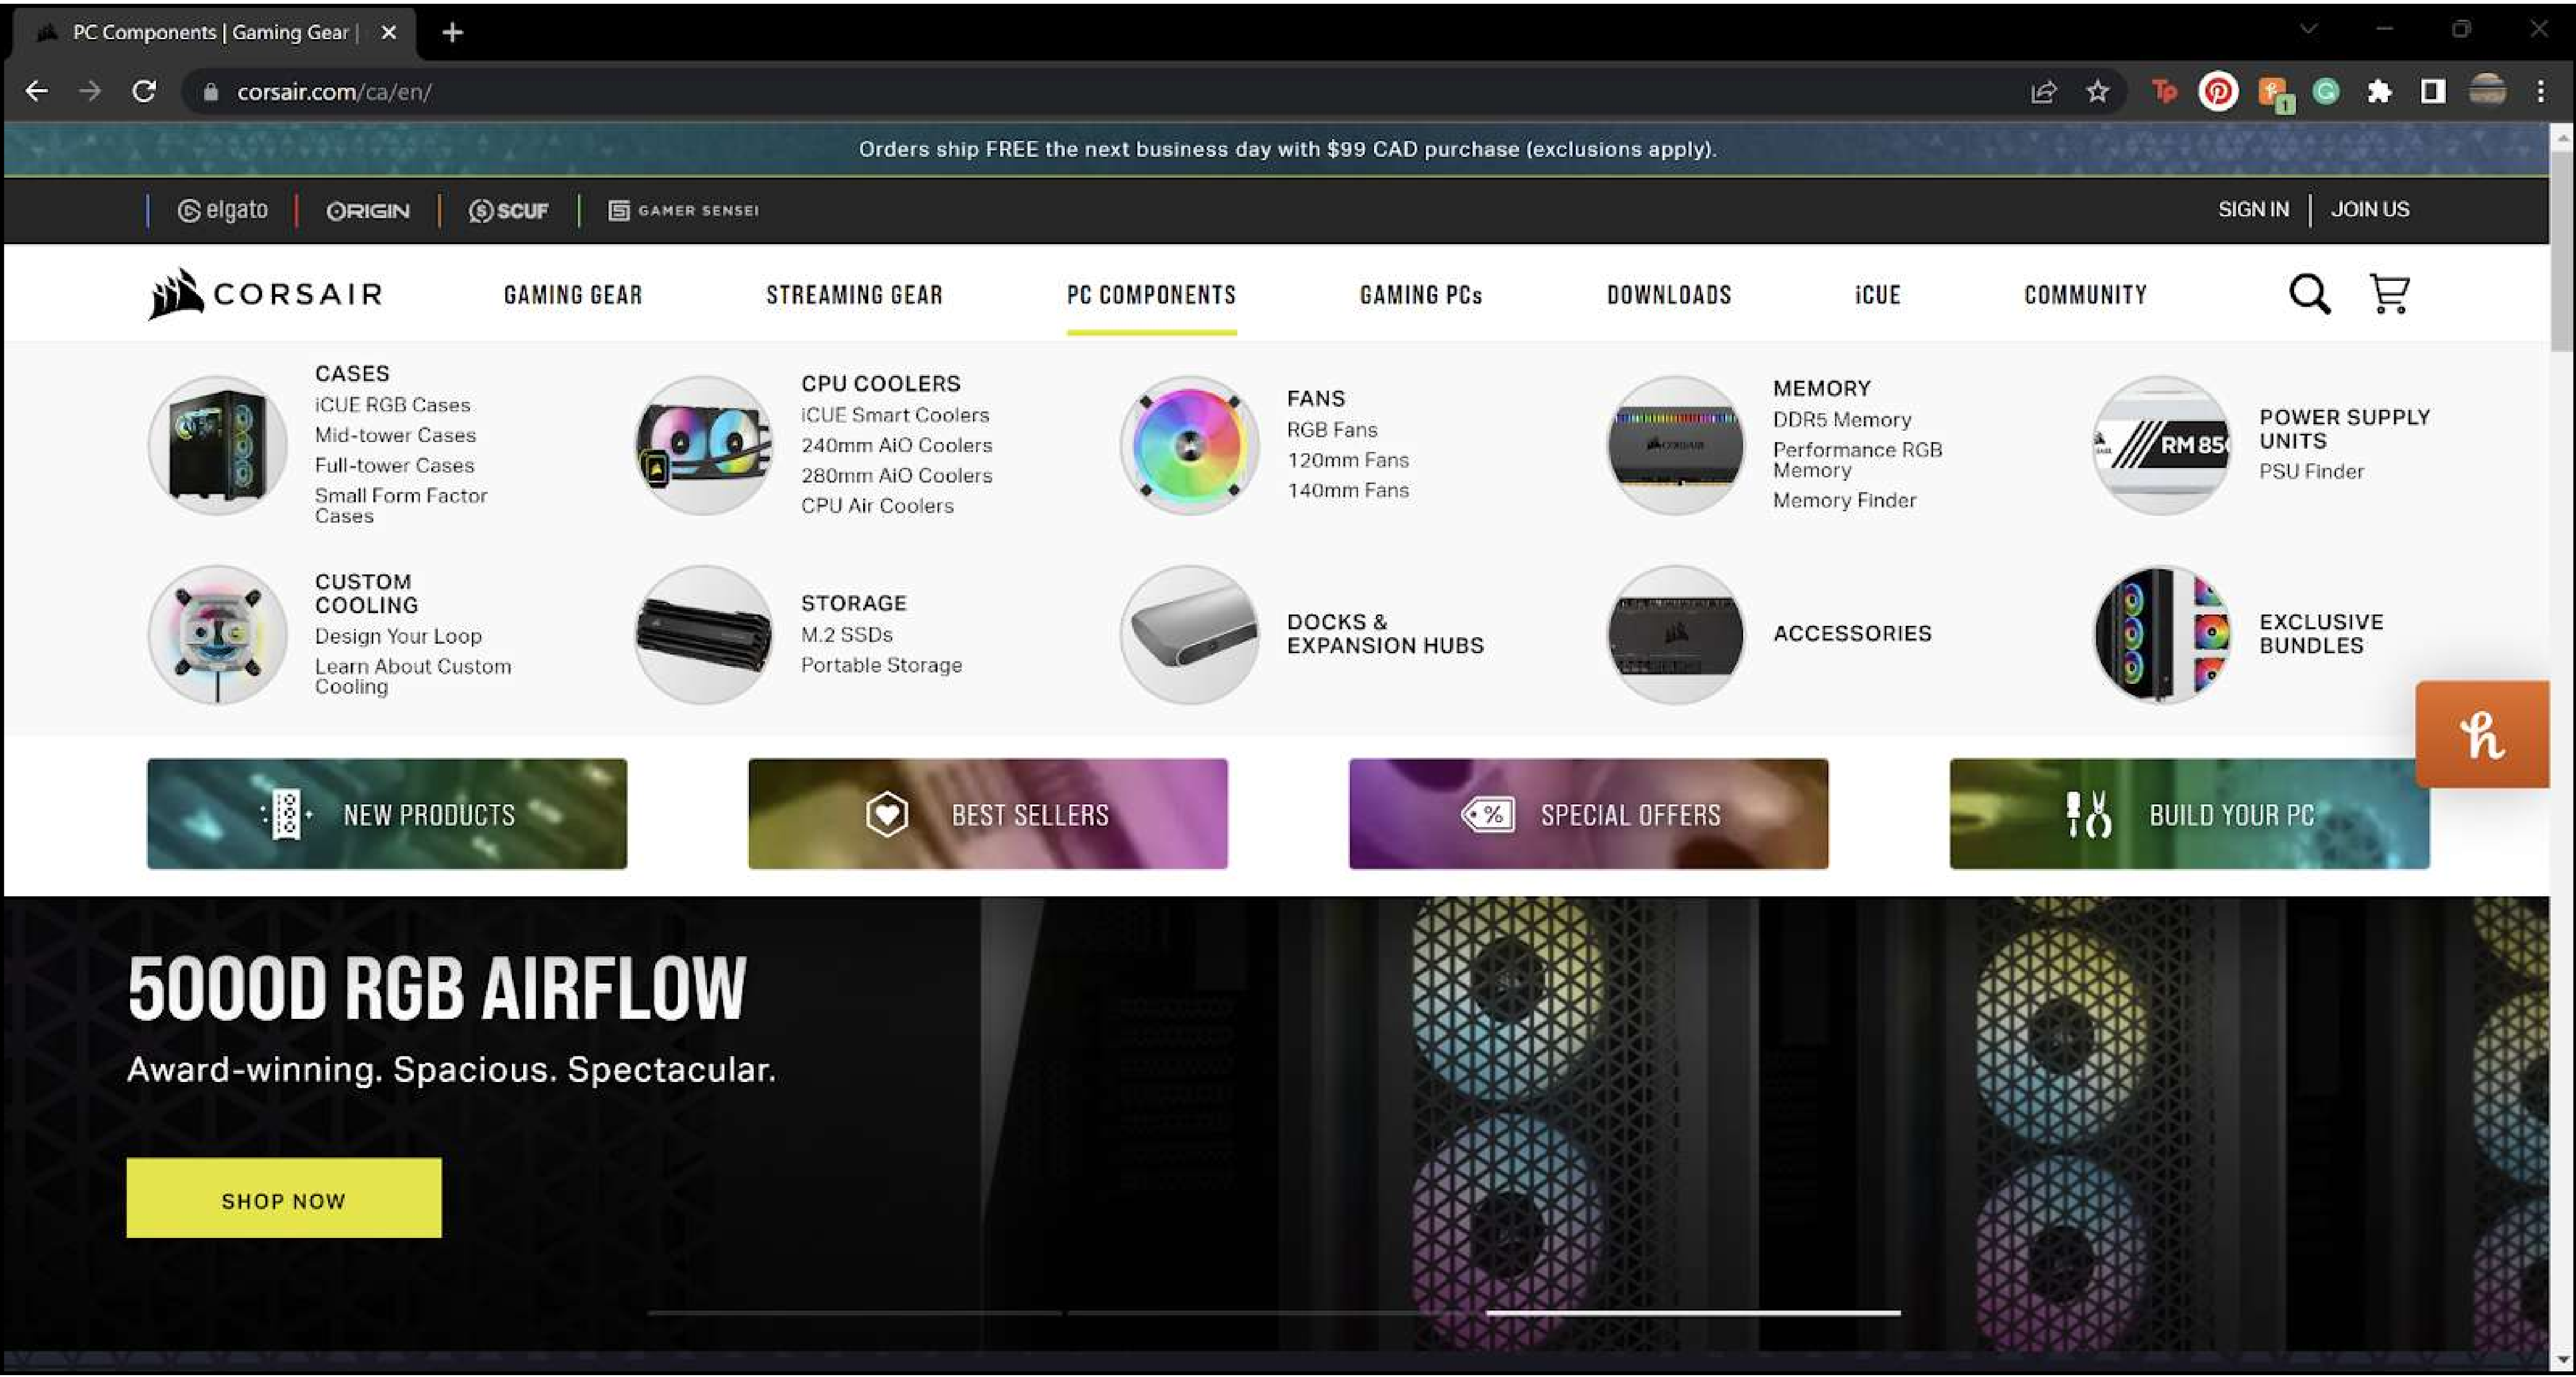 PC Components | Gaming Gear |
corsair.com/ca/en/
Tp
1
Orders ship FREE the next business day with $99 CAD purchase (exclusions apply).
elgato
ORIGIN
SCUF
GAMER SENSEI
SIGN IN
JOIN US
CORSAIR
GAMING GEAR
STREAMING GEAR
PC COMPONENTS
GAMING PCs
DOWNLOADS
iCUE
COMMUNITY
CASES
iCUE RGB Cases
Mid-tower Cases
Full-tower Cases
Small Form Factor
Cases
CPU COOLERS
iCUE Smart Coolers
240mm AiO Coolers
280mm AiO Coolers
CPU Air Coolers
FANS
RGB Fans
120mm Fans
140mm Fans
CORSAIR
MEMORY
DDR5 Memory
Performance RGB
Memory
Memory Finder
RM 850
POWER SUPPLY
UNITS
PSU Finder
CUSTOM
COOLING
Design Your Loop
Learn About Custom
Cooling
STORAGE
M.2 SSDs
Portable Storage
DOCKS &
EXPANSION HUBS
ACCESSORIES
EXCLUSIVE
BUNDLES
h
NEW PRODUCTS
BEST SELLERS
%
SPECIAL OFFERS
BUILD YOUR PC
5000D RGB AIRFLOW
Award-winning. Spacious. Spectacular.
SHOP NOW